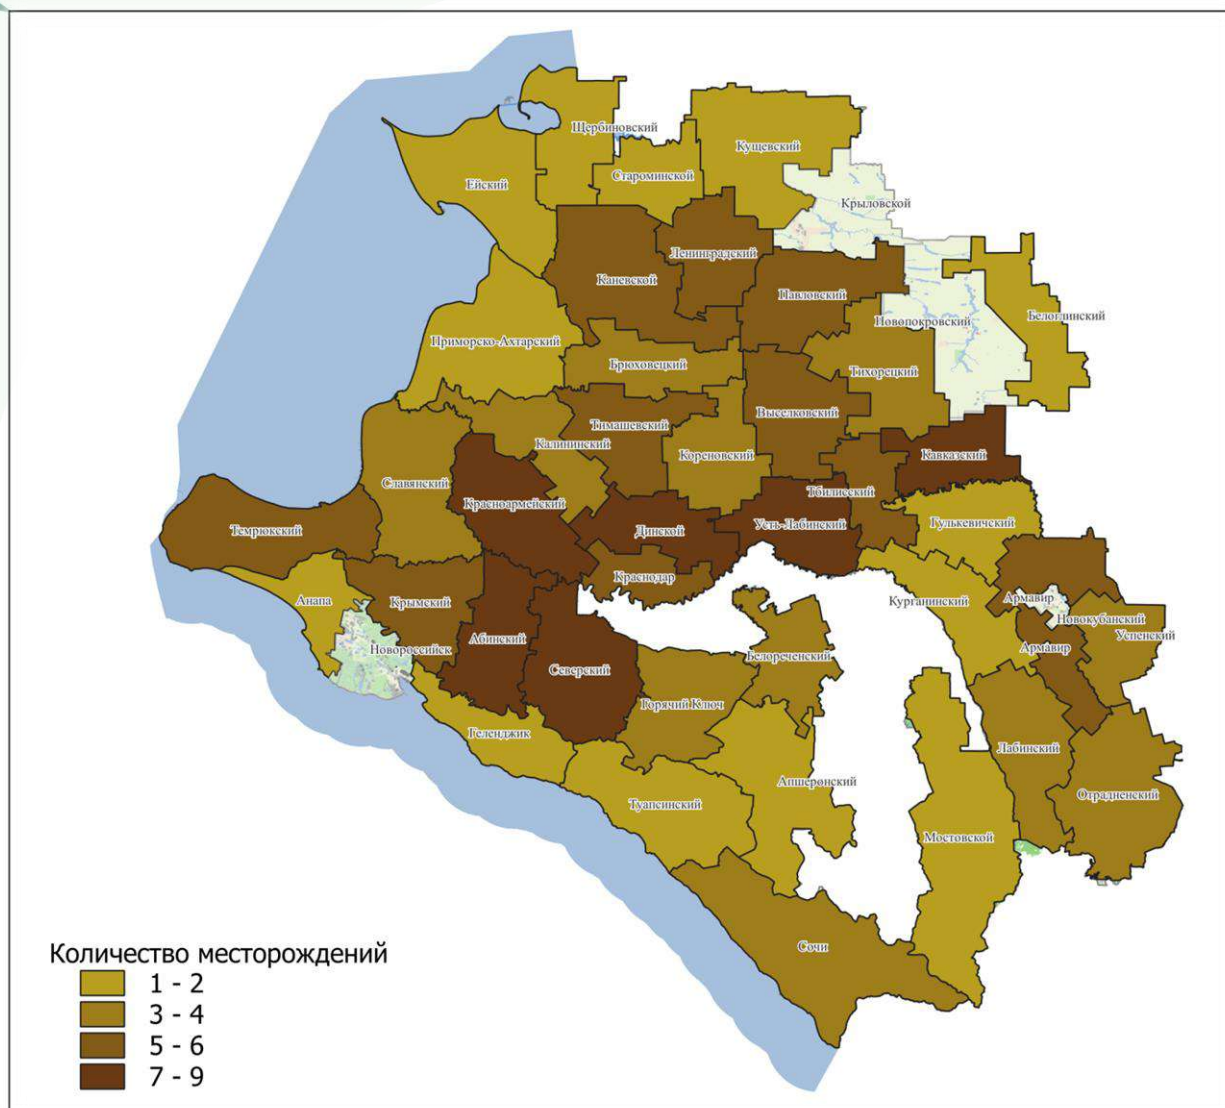 Щербиновский
Кущевский
Староминской
Ейский
Крыловской
Ленинградский
Каневской
Павловский
Белоглинский
Новопокровский
Приморско-Ахтарский
Брюховецкий
Тихорецкий
Выселковский
Тимашевский
Калининский
Кореновский
Кавказский
Славянский
Тбилисский
Красноармейский
Усть-Лабинский
Гулькевичский
Темрюкский
Динской
Краснодар
Анапа
Крымский
Курганинский
Армавир
Новокубанский
Успенский
Абинский
Новороссийск
Армавир
Белореченский
Северский
Горячий Ключ
Геленджик
Лабинский
Апшеронский
Отрадненский
Туапсинский
Мостовской
Сочи
Количество месторождений
1 - 2
3 - 4
5 - 6
7 - 9